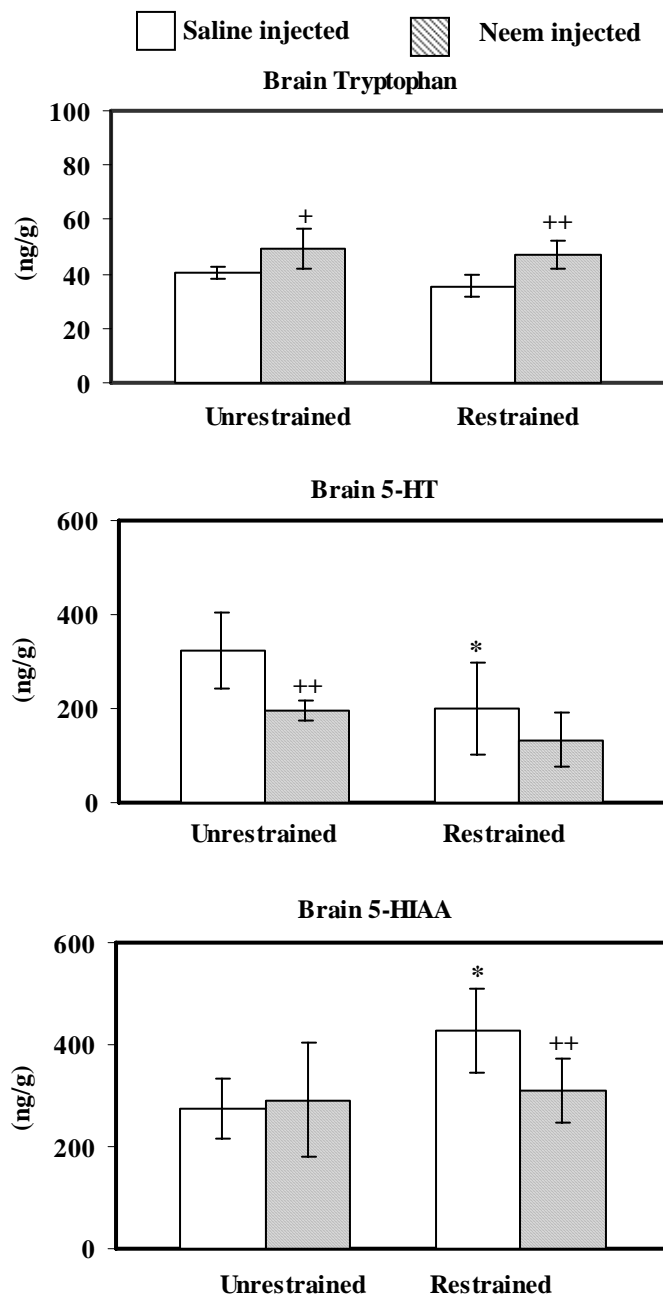 Saline injected Neem injected
Brain Tryptophan
100
80
60
40
20
0
(ng/g)
+
++
Unrestrained Restrained
Brain 5-HT
600
400
200
0
(ng/g)
++
*
Unrestrained Restrained
Brain 5-HIAA
600
400
200
0
(ng/g)
*
++
Unrestrained Restrained